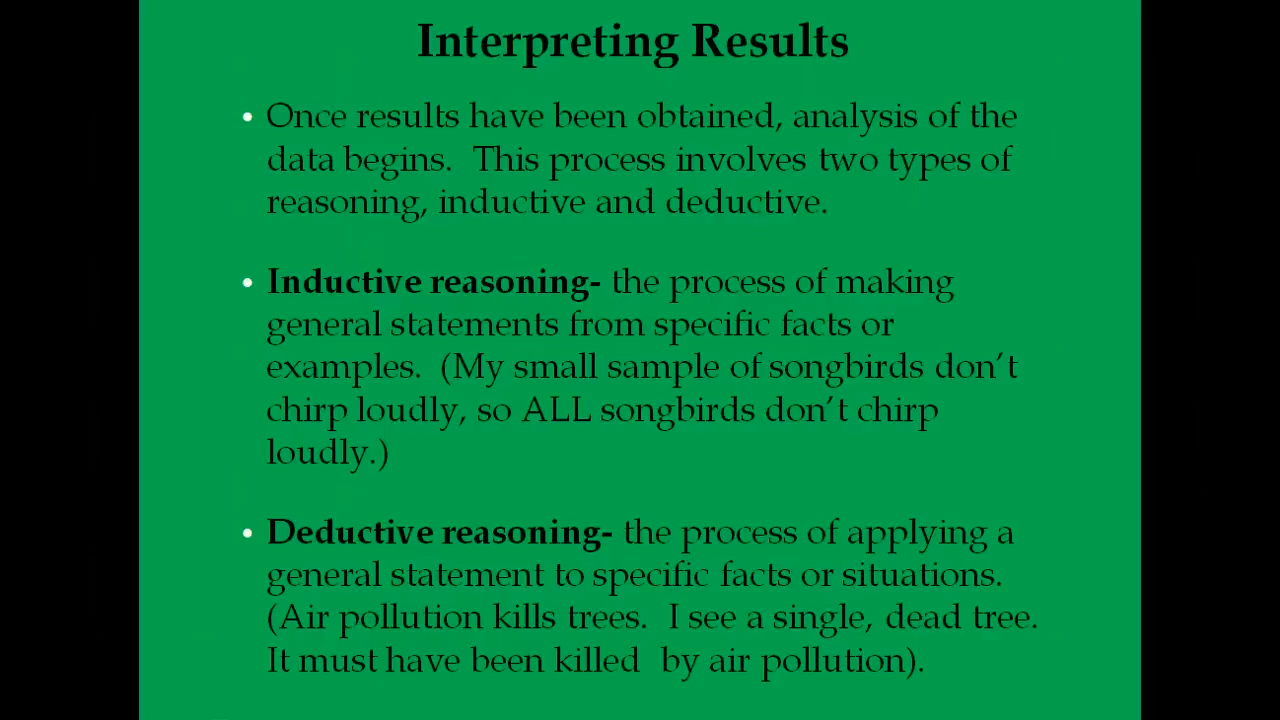 Interpreting Results
• Once results have been obtained, analysis of the
data begins.  This process involves two types of
reasoning, inductive and deductive.
• Inductive reasoning- the process of making
general statements from specific facts or
examples.  (My small sample of songbirds don’t
chirp loudly, so ALL songbirds don’t chirp
loudly.)
• Deductive reasoning- the process of applying a
general statement to specific facts or situations.
(Air pollution kills trees.  I see a single, dead tree.
It must have been killed  by air pollution).